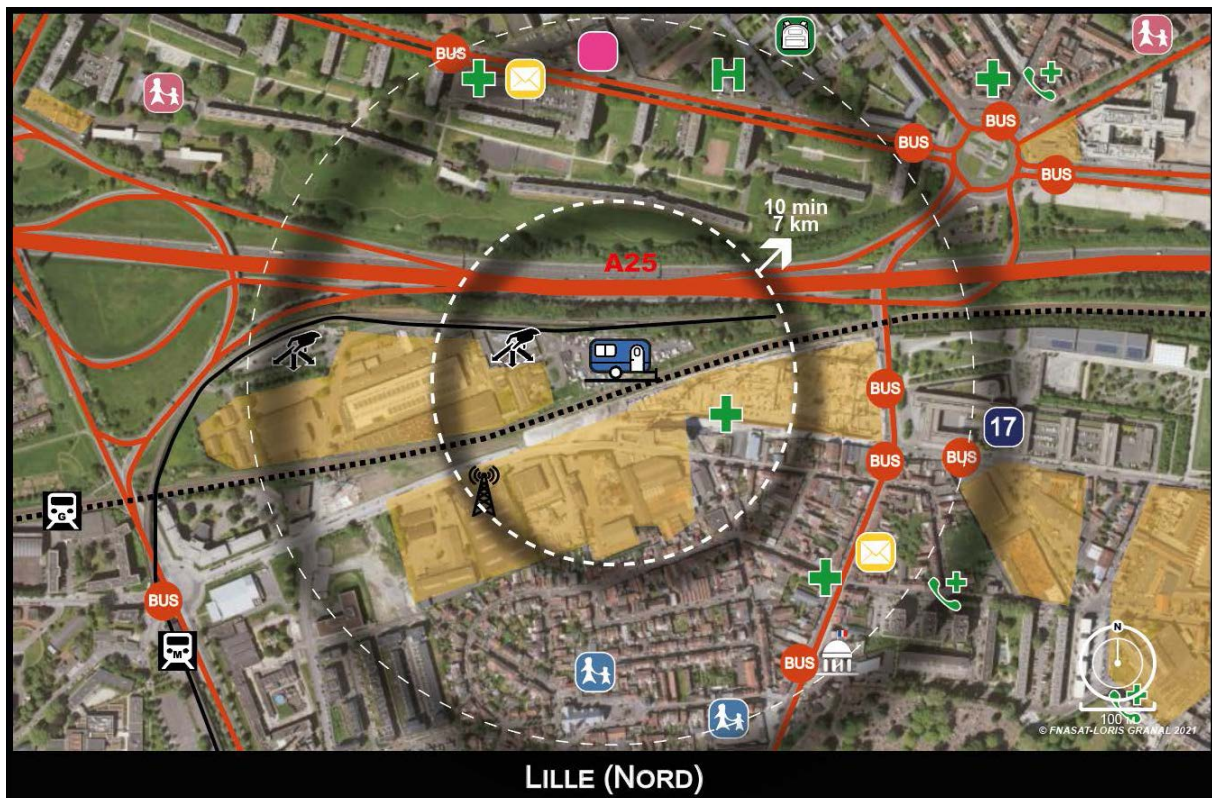 BUS
H
BUS
BUS
BUS
10 min
7 km
A25
BUS
17
BUS
BUS
G
BUS
M
BUS
N
100 M
© FNASAT-LORIS GRANAL 2021
LILLE (NORD)